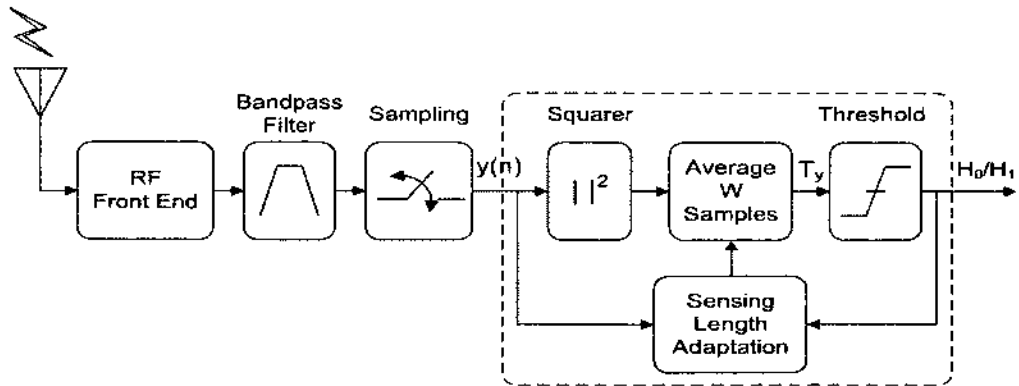 Bandpass
Filter
Sampling
Squarer
Threshold
RF
Front End
y(n)
| |²
Average
W
Samples
Tᵧ
H₀/H₁
Sensing
Length
Adaptation